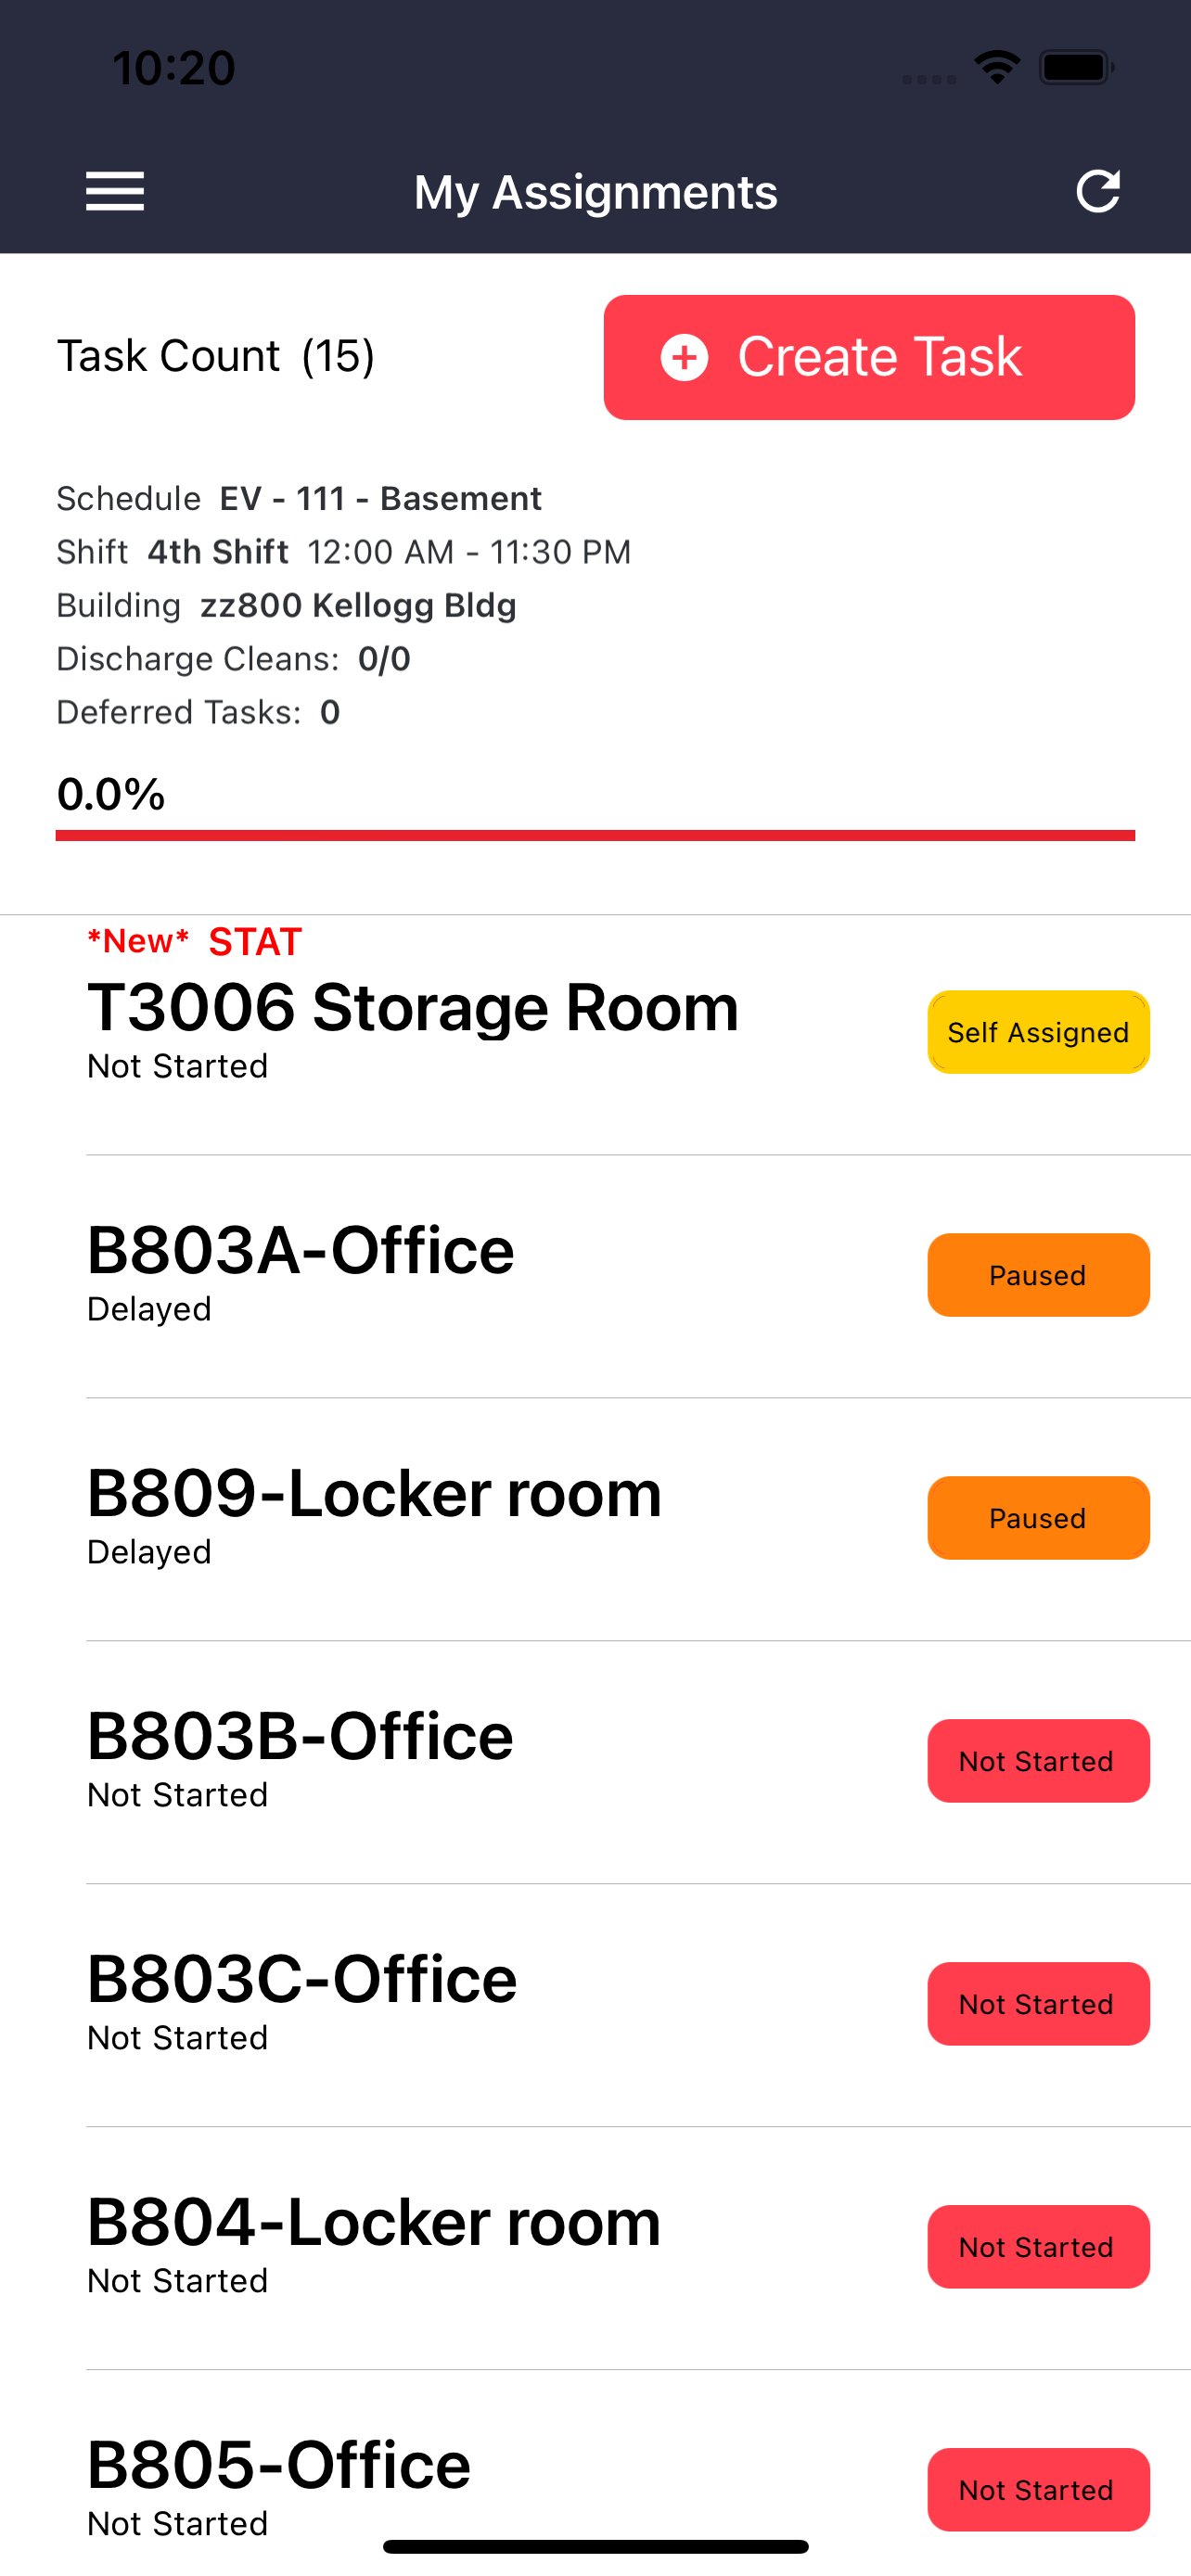 10:20
My Assignments
Task Count (15)
Create Task
Schedule EV - 111 - Basement
Shift 4th Shift 12:00 AM - 11:30 PM
Building zz800 Kellogg Bldg
Discharge Cleans: 0/0
Deferred Tasks: 0
0.0%
*New* STAT
T3006 Storage Room
Not Started
Self Assigned
B803A-Office
Delayed
Paused
B809-Locker room
Delayed
Paused
B803B-Office
Not Started
Not Started
B803C-Office
Not Started
Not Started
B804-Locker room
Not Started
Not Started
B805-Office
Not Started
Not Started